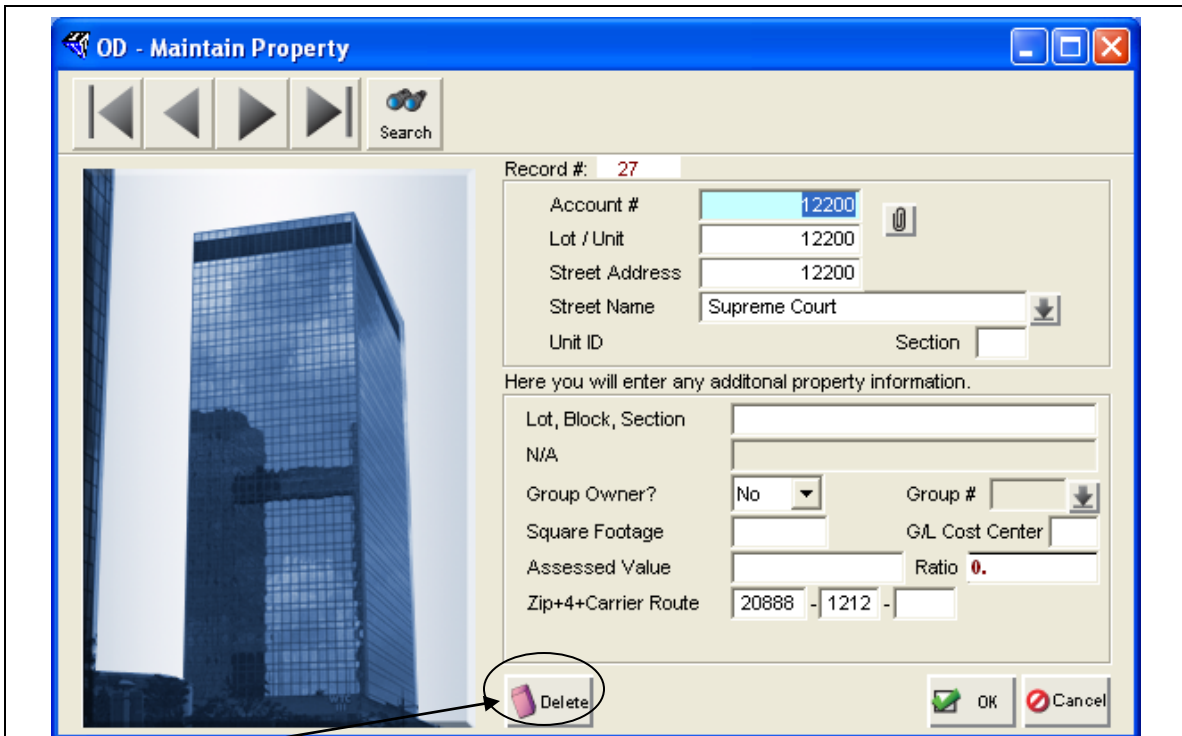 OD - Maintain Property
Search
Record #: 27
Account # 12200
Lot / Unit 12200
Street Address 12200
Street Name Supreme Court
Unit ID Section
Here you will enter any additonal property information.
Lot, Block, Section
N/A
Group Owner? No Group #
Square Footage G/L Cost Center
Assessed Value Ratio 0.
Zip+4+Carrier Route 20888 - 1212 -
Delete OK Cancel